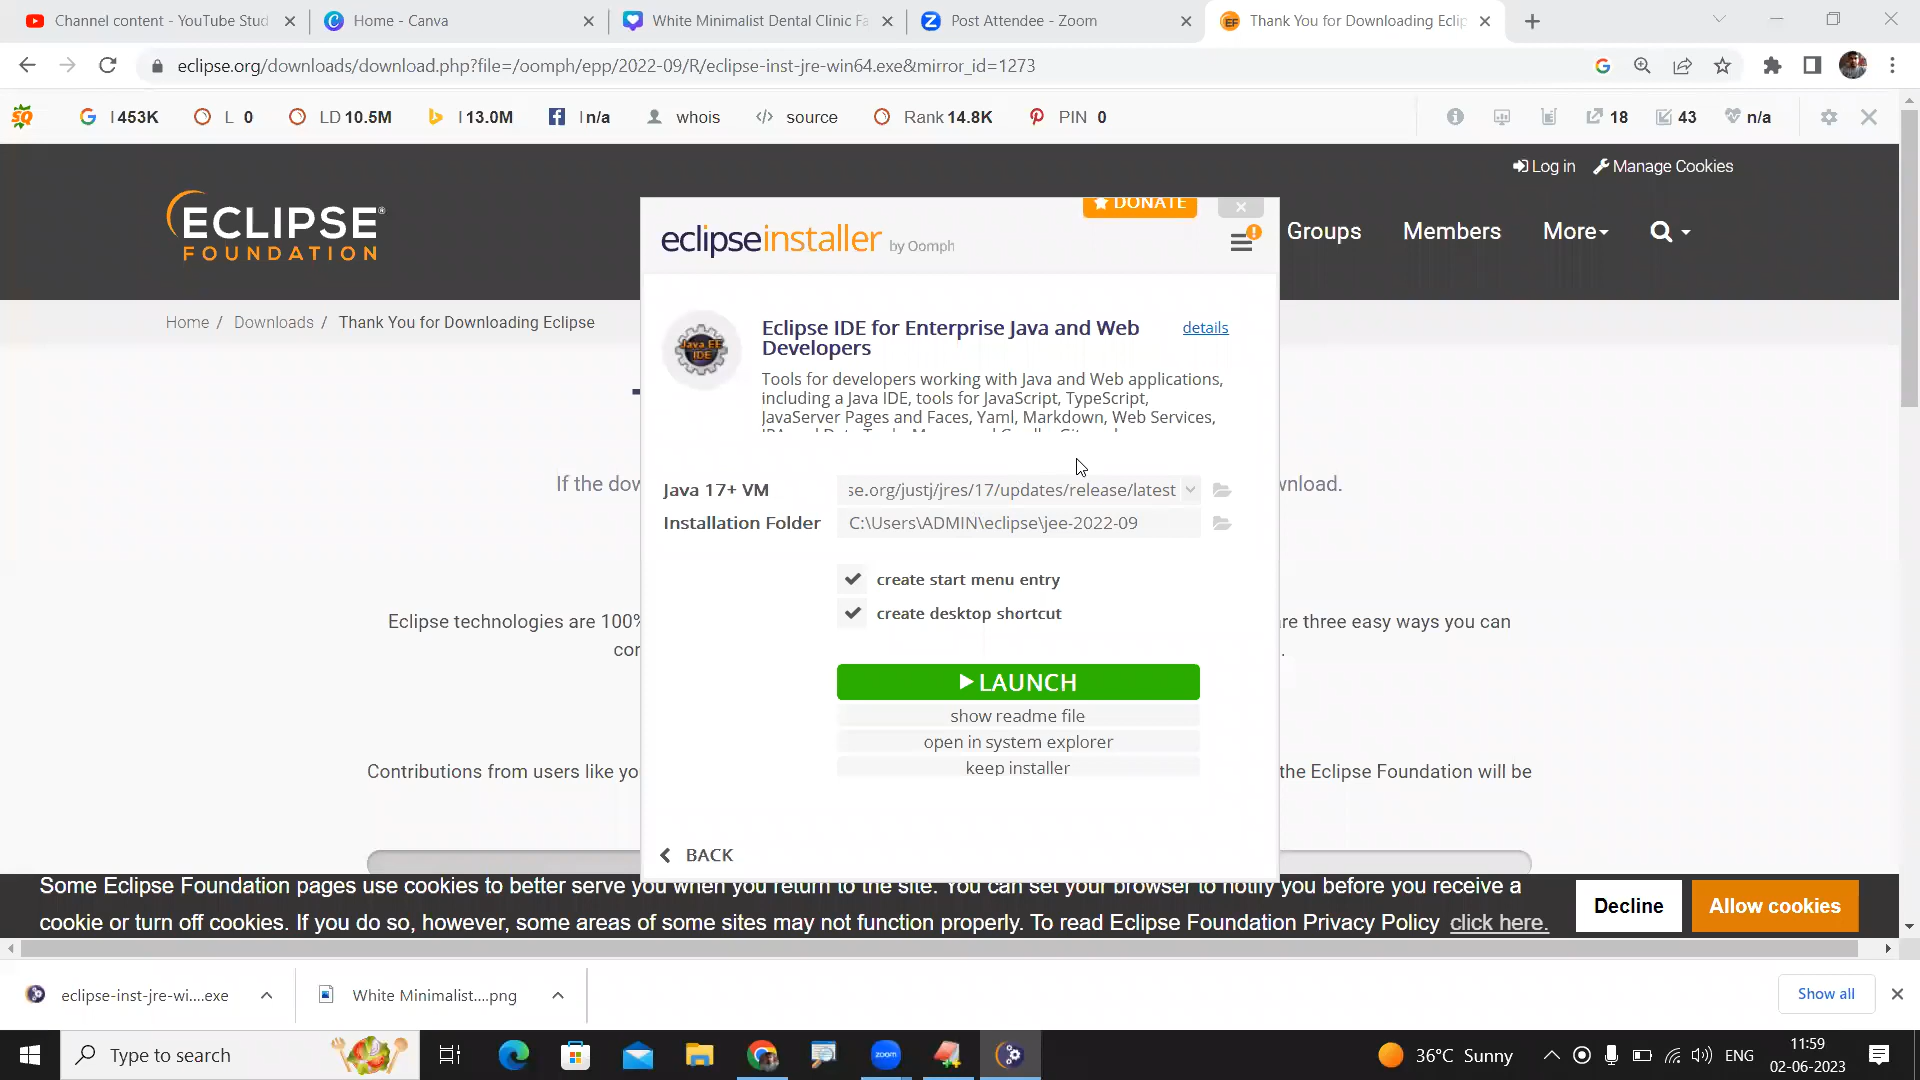 Channel content - YouTube Stud
Home - Canva
White Minimalist Dental Clinic Fa
Post Attendee - Zoom
Thank You for Downloading Eclip
eclipse.org/downloads/download.php?file=/oomph/epp/2022-09/R/eclipse-inst-jre-win64.exe&mirror_id=1273
I 453K
L 0
LD 10.5M
I 13.0M
I n/a
whois
source
Rank 14.8K
PIN 0
18
43
n/a
Log in
Manage Cookies
ECLIPSE®
FOUNDATION
Groups
Members
More
Home / Downloads / Thank You for Downloading Eclipse
DONATE
eclipseinstaller by Oomph
Java EE
IDE
Eclipse IDE for Enterprise Java and Web
Developers
details
Tools for developers working with Java and Web applications,
including a Java IDE, tools for JavaScript, TypeScript,
JavaServer Pages and Faces, Yaml, Markdown, Web Services,
If the dow
wnload.
Java 17+ VM
se.org/justj/jres/17/updates/release/latest
Installation Folder
C:\Users\ADMIN\eclipse\jee-2022-09
create start menu entry
create desktop shortcut
Eclipse technologies are 100%
re three easy ways you can
cor
LAUNCH
show readme file
open in system explorer
keep installer
Contributions from users like yo
the Eclipse Foundation will be
BACK
Some Eclipse Foundation pages use cookies to better serve you when you return to the site. You can set your browser to notify you before you receive a
cookie or turn off cookies. If you do so, however, some areas of some sites may not function properly. To read Eclipse Foundation Privacy Policy click here.
Decline
Allow cookies
eclipse-inst-jre-wi....exe
White Minimalist....png
Show all
Type to search
zoom
36°C Sunny
ENG
11:59
02-06-2023